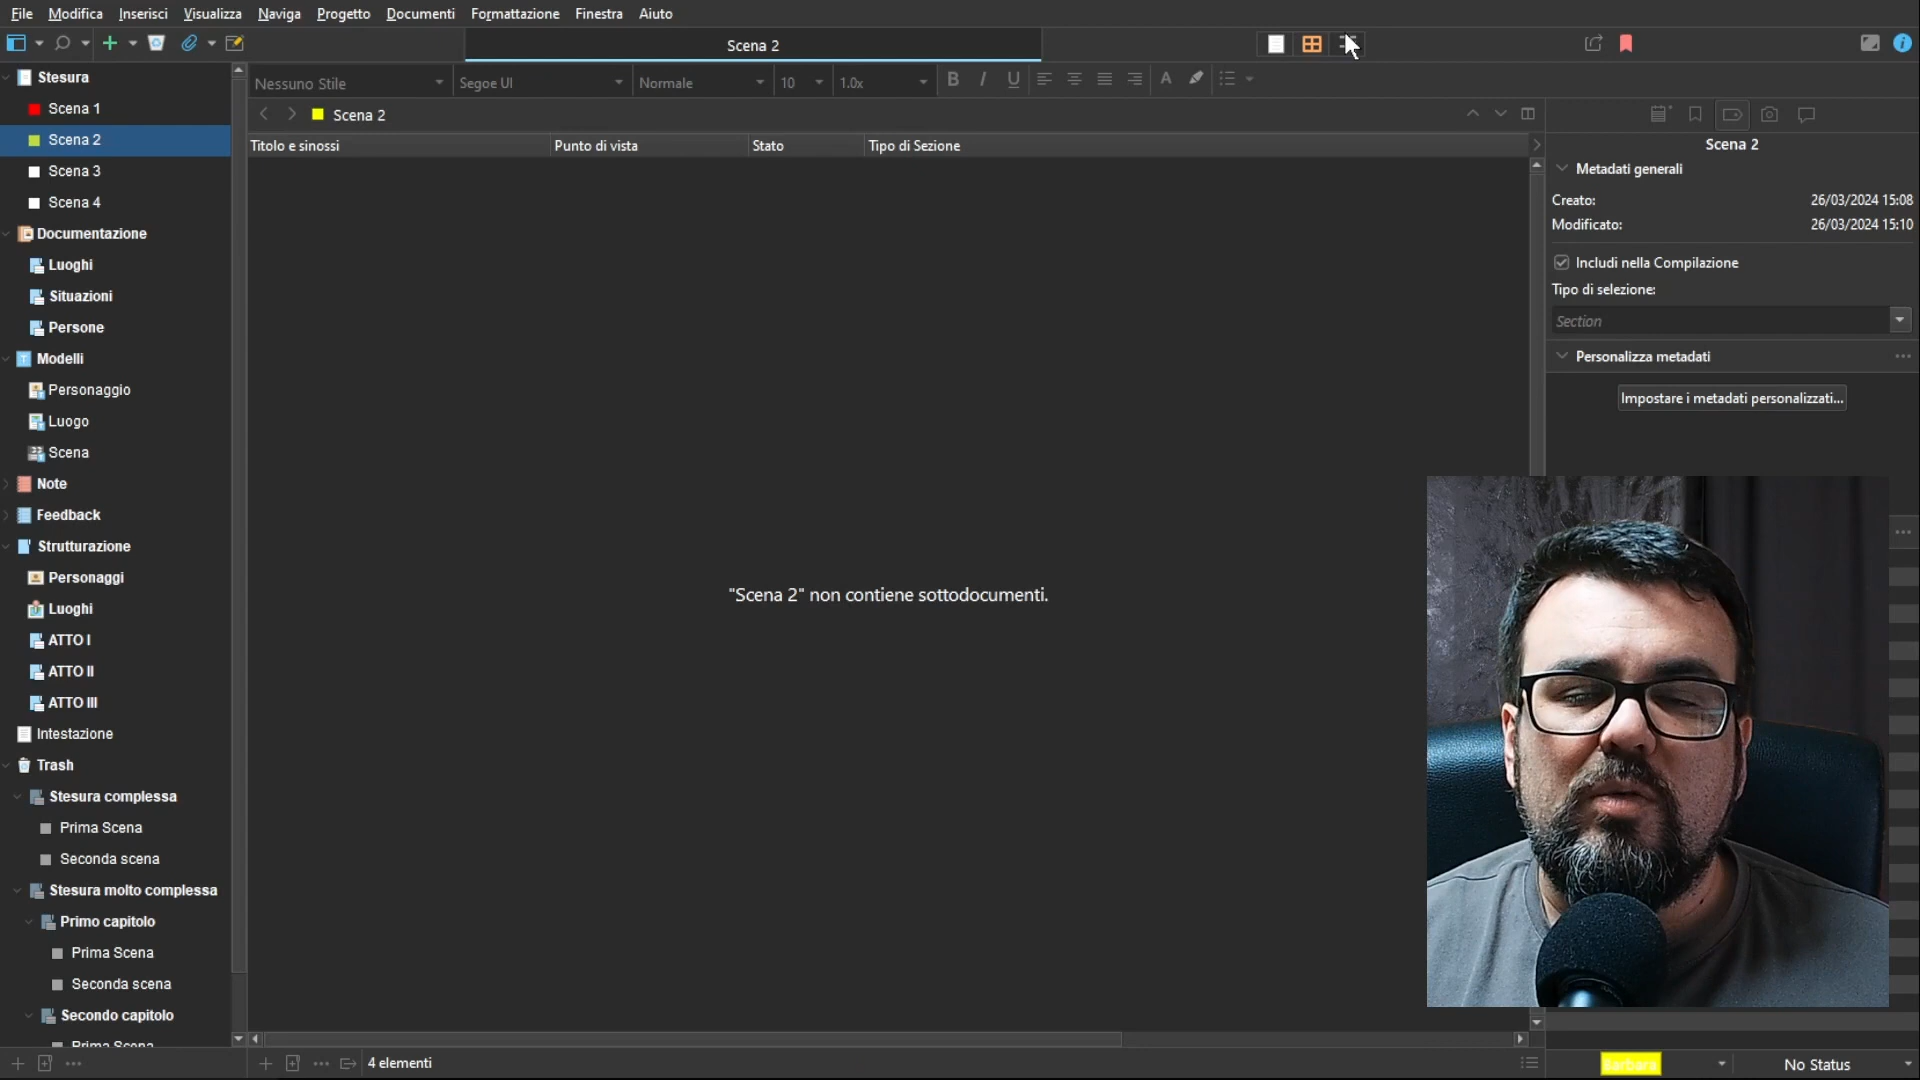 File Modifica Inserisci Visualizza Naviga Progetto Documenti Formattazione Finestra Aiuto
Scena 2
Nessuno Stile Segoe UI Normale 10 1.0x B I U A
Scena 2
Titolo e sinossi Punto di vista Stato Tipo di Sezione
"Scena 2" non contiene sottodocumenti.
Stesura
Scena 1
Scena 2
Scena 3
Scena 4
Documentazione
Luoghi
Situazioni
Persone
Modelli
Personaggio
Luogo
Scena
Note
Feedback
Strutturazione
Personaggi
Luoghi
ATTO I
ATTO II
ATTO III
Intestazione
Trash
Stesura complessa
Prima Scena
Seconda scena
Stesura molto complessa
Primo capitolo
Prima Scena
Seconda scena
Secondo capitolo
Prima Scena
4 elementi
Scena 2
Metadati generali
Creato: 26/03/2024 15:08
Modificato: 26/03/2024 15:10
Includi nella Compilazione
Tipo di selezione:
Section
Personalizza metadati
Impostare i metadati personalizzati...
Barbara No Status